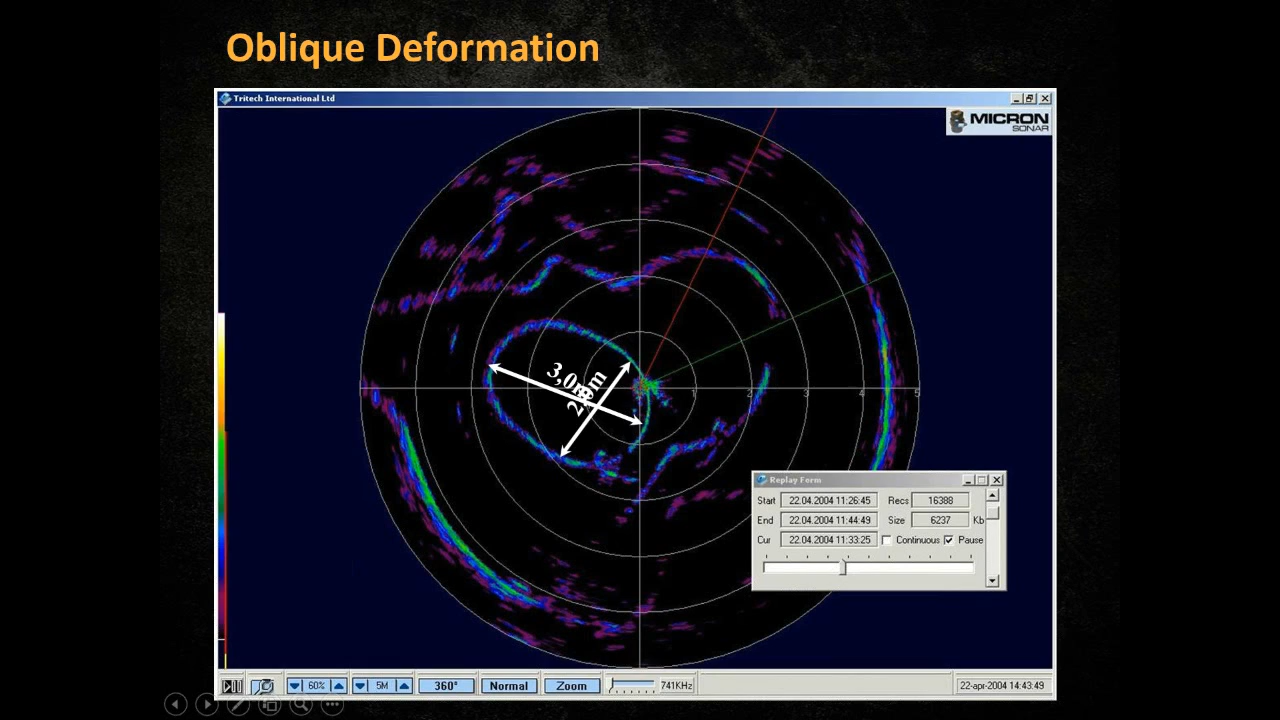 Oblique Deformation
Tritech International Ltd
MICRON
SONAR
3,0m
1
2
3
4
5
Replay Form
Start 22.04.2004 11:26:45 Recs 16388
End 22.04.2004 11:44:49 Size 6237 Kb
Cur 22.04.2004 11:33:25 Continuous Pause
60% 5M 360° Normal Zoom 741KHz 22-apr-2004 14:43:49